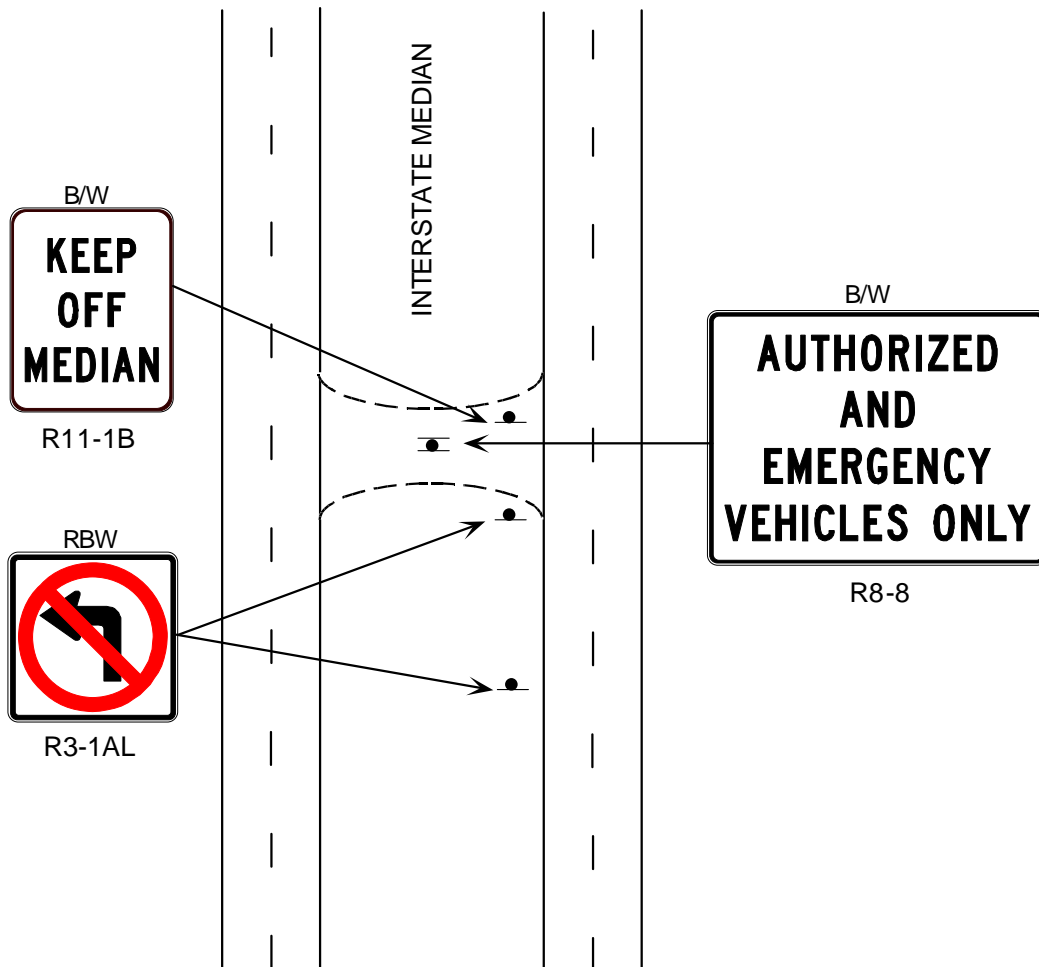 INTERSTATE MEDIAN
B/W
KEEP
OFF
MEDIAN
R11-1B
B/W
AUTHORIZED
AND
EMERGENCY
VEHICLES ONLY
R8-8
RBW
R3-1AL